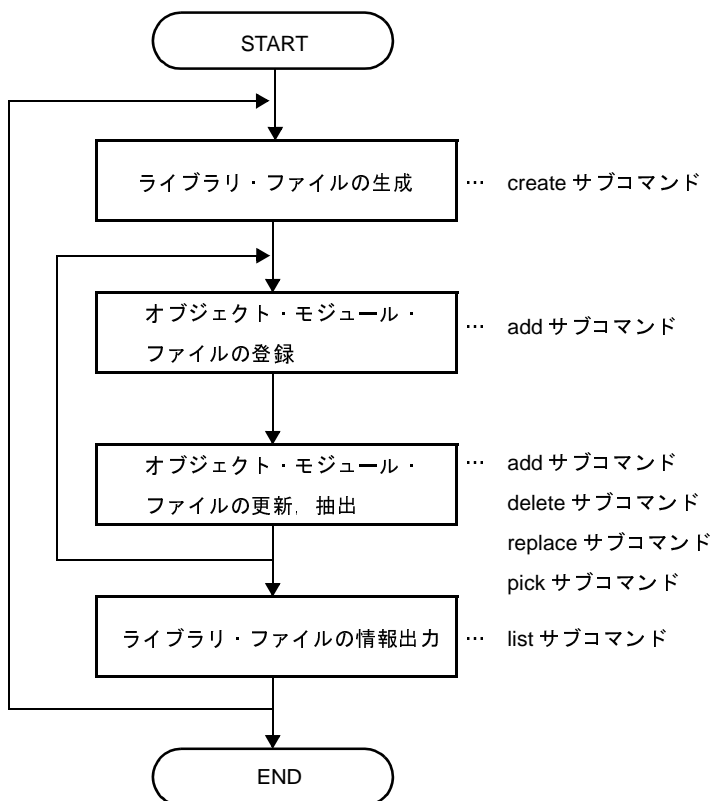 START
ライブラリ・ファイルの生成 … create サブコマンド
オブジェクト・モジュール・
ファイルの登録
… add サブコマンド
オブジェクト・モジュール・
ファイルの更新，抽出
… add サブコマンド
delete サブコマンド
replace サブコマンド
pick サブコマンド
ライブラリ・ファイルの情報出力 … list サブコマンド
END